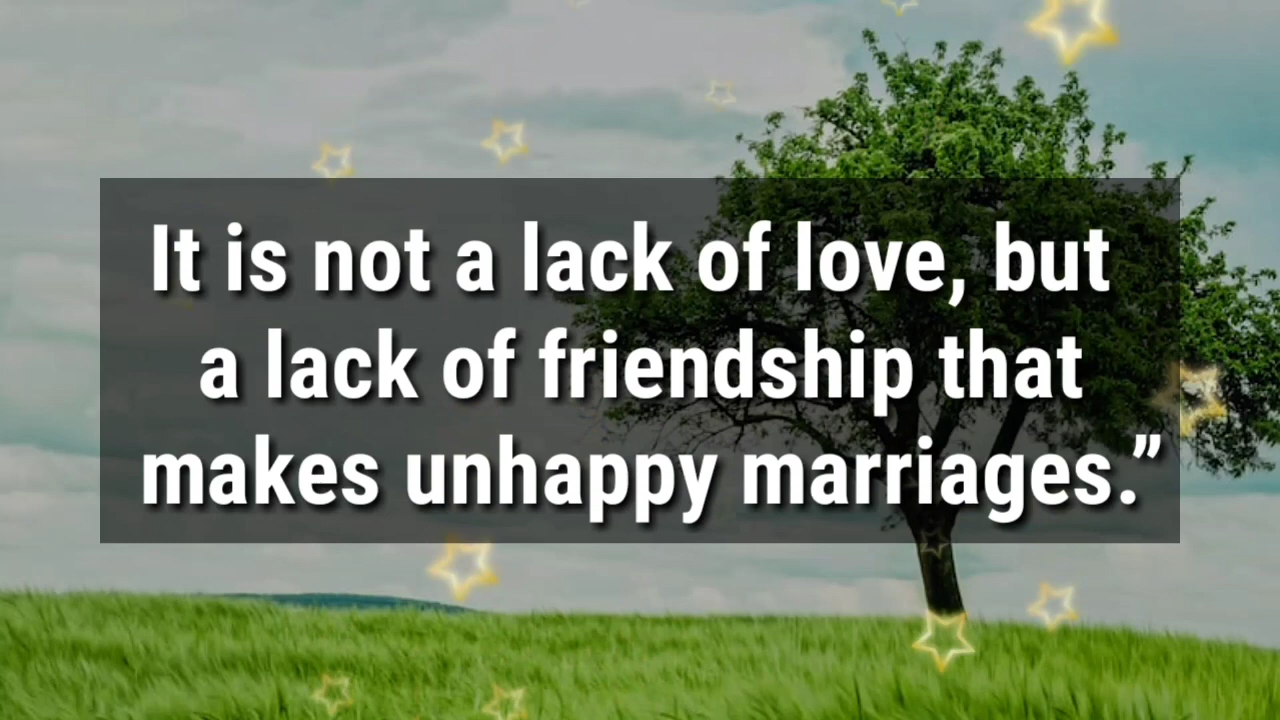 It is not a lack of love, but
a lack of friendship that
makes unhappy marriages.”